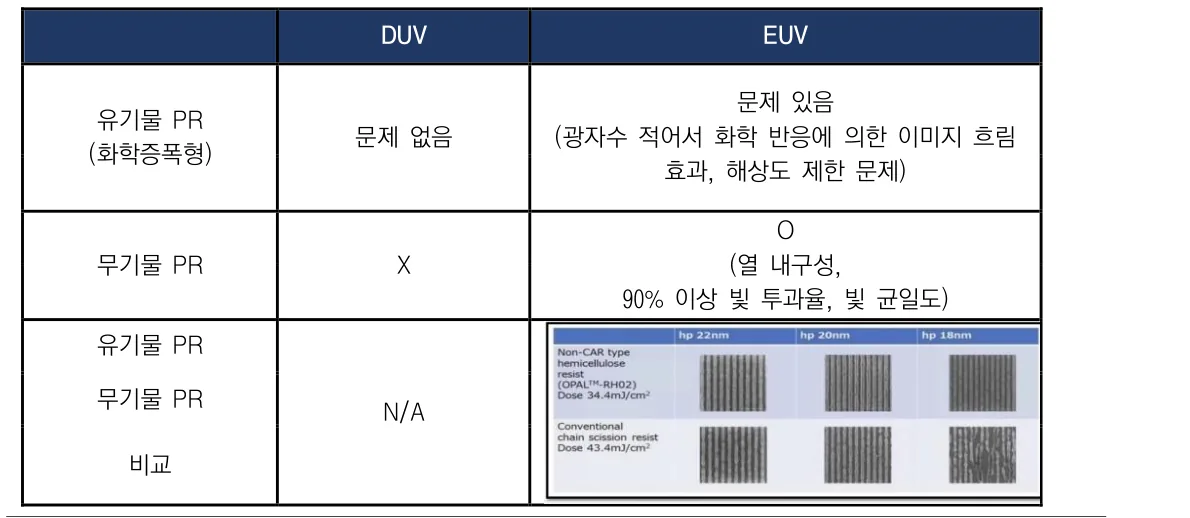 DUV EUV
유기물 PR
(화학증폭형)
문제 없음
문제 있음
(광자수 적어서 화학 반응에 의한 이미지 흐림
효과, 해상도 제한 문제)
무기물 PR
X
O
(열 내구성,
90% 이상 빛 투과율, 빛 균일도)
유기물 PR
무기물 PR
비교
N/A
hp 22nm hp 20nm hp 18nm
Non-CAR type
hemicellulose
resist
(OPAL™-RH02)
Dose 34.4mJ/cm²
Conventional
chain scission resist
Dose 43.4mJ/cm²